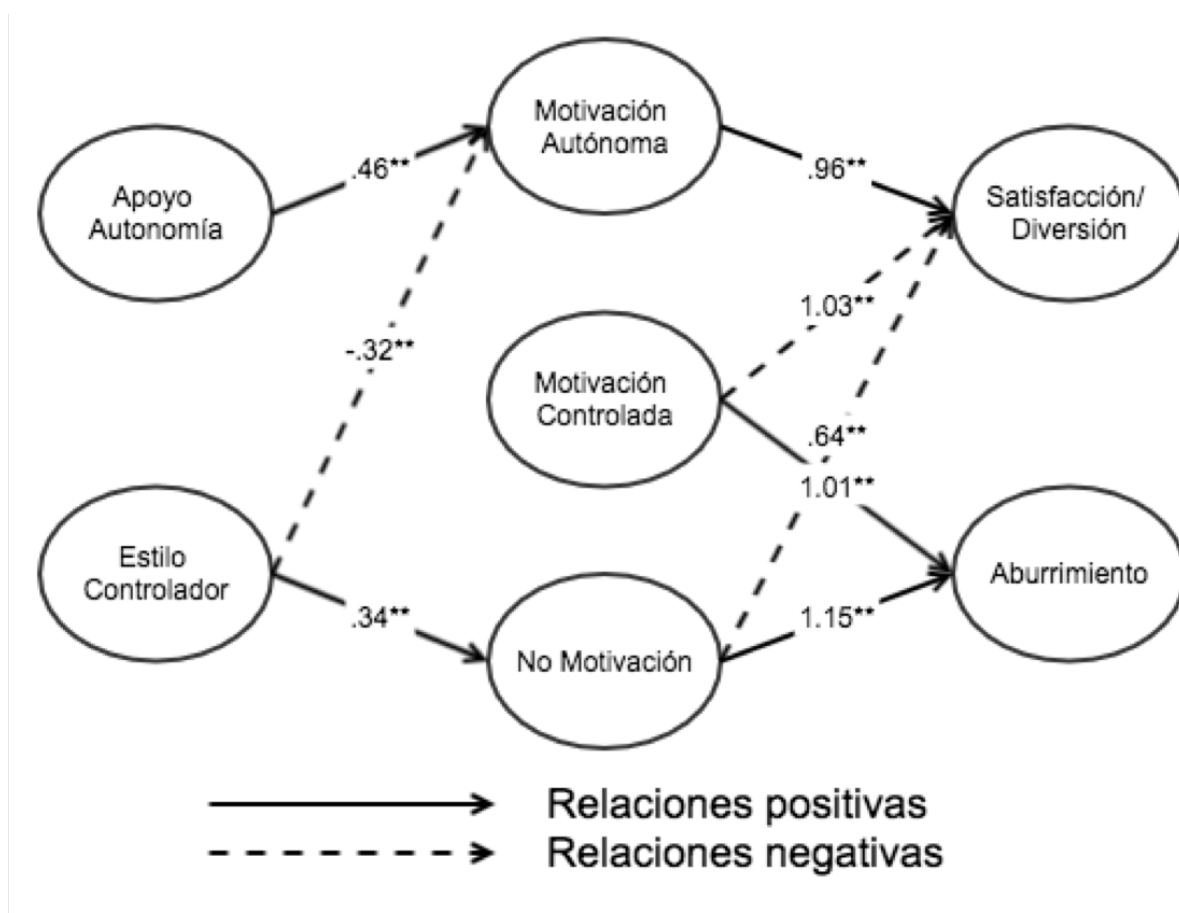 Motivación
Autónoma
Apoyo
Autonomía
.46**
.96**
Satisfacción/
Diversión
-.32**
1.03**
Motivación
Controlada
.64**
1.01**
Estilo
Controlador
.34**
No Motivación
1.15**
Aburrimiento
Relaciones positivas
Relaciones negativas